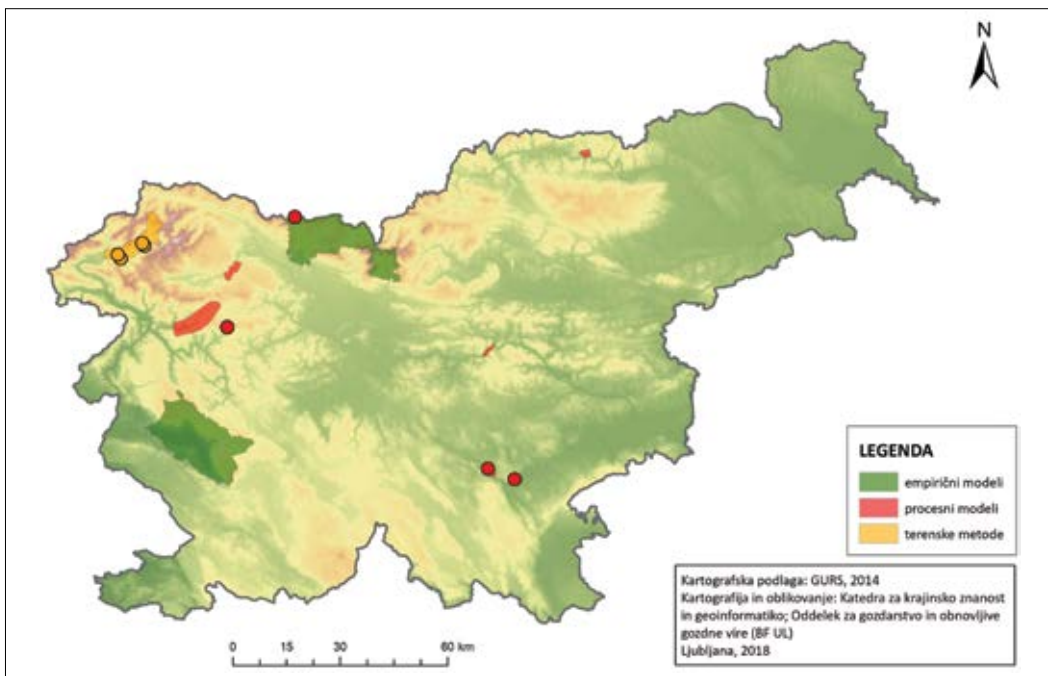 N
LEGENDA
empirični modeli
procesni modeli
terenske metode
Kartografska podlaga: GURS, 2014
Kartografija in oblikovanje: Katedra za krajinsko znanost
in geoinformatiko; Oddelek za gozdarstvo in obnovljive
gozdne vire (BF UL)
Ljubljana, 2018
0 15 30 60 km